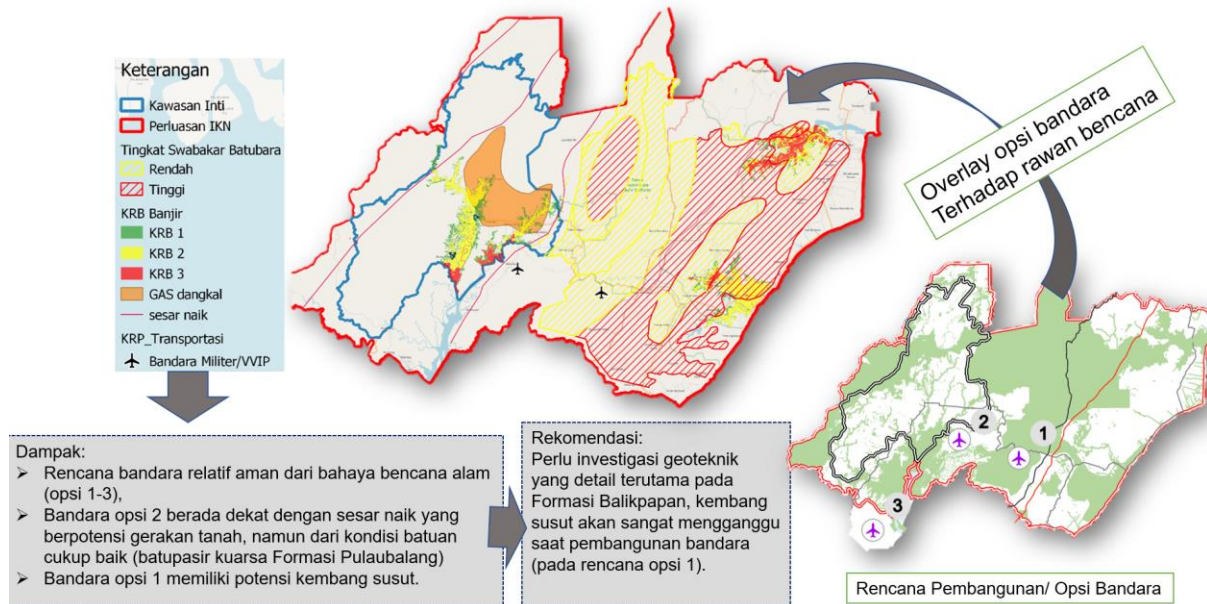 Keterangan
Kawasan Inti
Perluasan IKN
Tingkat Swabakar Batubara
Rendah
Tinggi
KRB Banjir
KRB 1
KRB 2
KRB 3
GAS dangkal
sesar naik
KRP_Transportasi
Bandara Militer/VVIP
Overlay opsi bandara
Terhadap rawan bencana
Dampak:
➢ Rencana bandara relatif aman dari bahaya bencana alam
(opsi 1-3),
➢ Bandara opsi 2 berada dekat dengan sesar naik yang
berpotensi gerakan tanah, namun dari kondisi batuan
cukup baik (batupasir kuarsa Formasi Pulaubalang)
➢ Bandara opsi 1 memiliki potensi kembang susut.
Rekomendasi:
Perlu investigasi geoteknik
yang detail terutama pada
Formasi Balikpapan, kembang
susut akan sangat mengganggu
saat pembangunan bandara
(pada rencana opsi 1).
2
1
3
Rencana Pembangunan/ Opsi Bandara